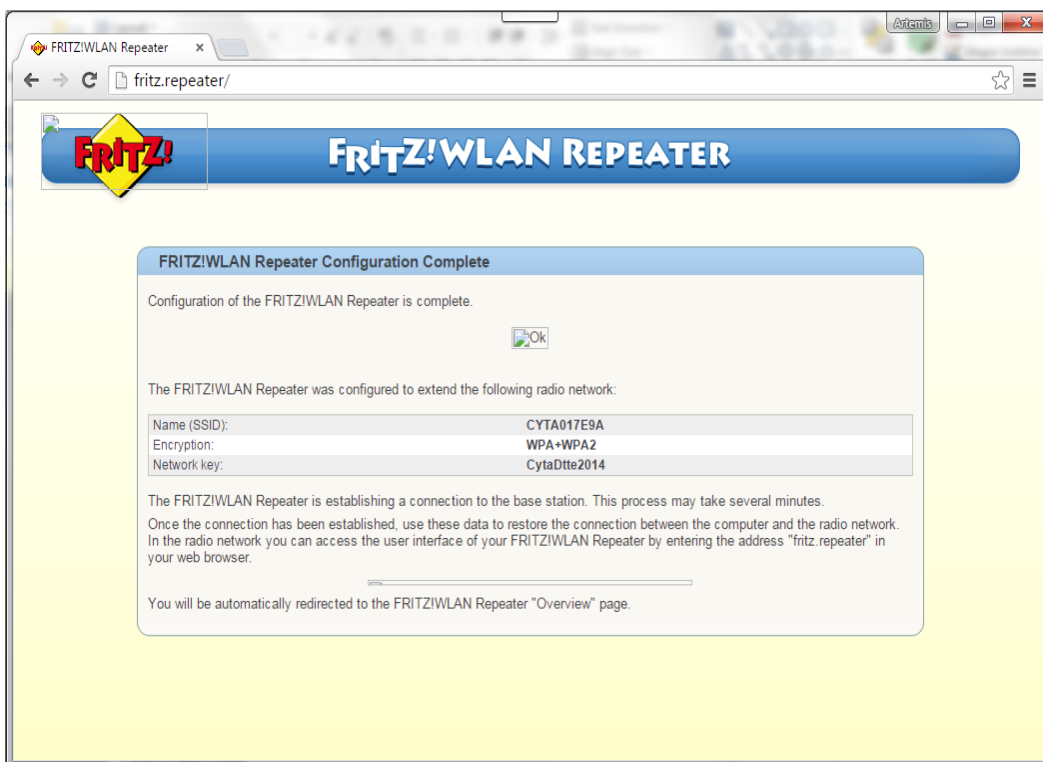 Artemis
FRITZ!WLAN Repeater
fritz.repeater/
FRITZ! FRITZ!WLAN REPEATER
FRITZ!WLAN Repeater Configuration Complete
Configuration of the FRITZ!WLAN Repeater is complete.
Ok
The FRITZ!WLAN Repeater was configured to extend the following radio network:
Name (SSID): CYTA017E9A
Encryption: WPA+WPA2
Network key: CytaDtte2014
The FRITZ!WLAN Repeater is establishing a connection to the base station. This process may take several minutes.
Once the connection has been established, use these data to restore the connection between the computer and the radio network.
In the radio network you can access the user interface of your FRITZ!WLAN Repeater by entering the address "fritz.repeater" in
your web browser.
You will be automatically redirected to the FRITZ!WLAN Repeater "Overview" page.